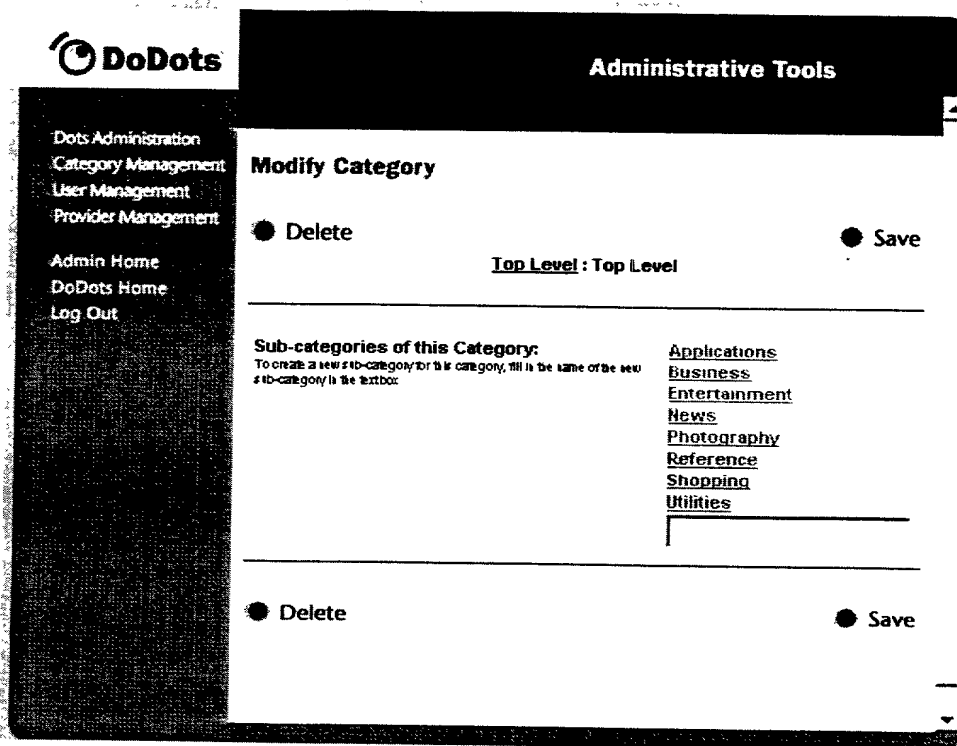 DoDots
Administrative Tools
Dots Administration
Category Management
User Management
Provider Management
Admin Home
DoDots Home
Log Out
Modify Category
Delete
Save
Top Level : Top Level
Sub-categories of this Category:
To create a new sub-category for this category, fill in the name of the new
sub-category in the textbox
Applications
Business
Entertainment
News
Photography
Reference
Shopping
Utilities
Delete
Save